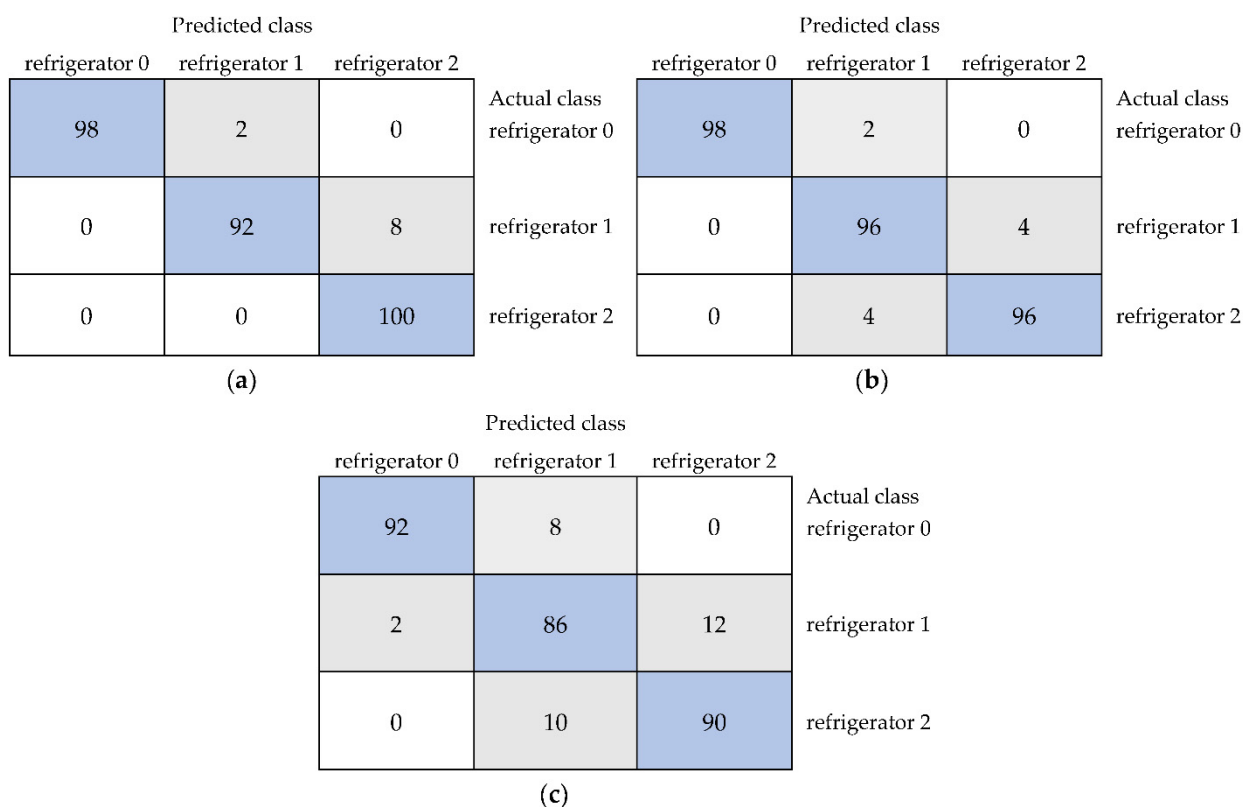 Predicted class
refrigerator 0 refrigerator 1 refrigerator 2
Actual class
98 2 0 refrigerator 0
0 92 8 refrigerator 1
0 0 100 refrigerator 2
(a)
Predicted class
refrigerator 0 refrigerator 1 refrigerator 2
Actual class
98 2 0 refrigerator 0
0 96 4 refrigerator 1
0 4 96 refrigerator 2
(b)
Predicted class
refrigerator 0 refrigerator 1 refrigerator 2
Actual class
92 8 0 refrigerator 0
2 86 12 refrigerator 1
0 10 90 refrigerator 2
(c)